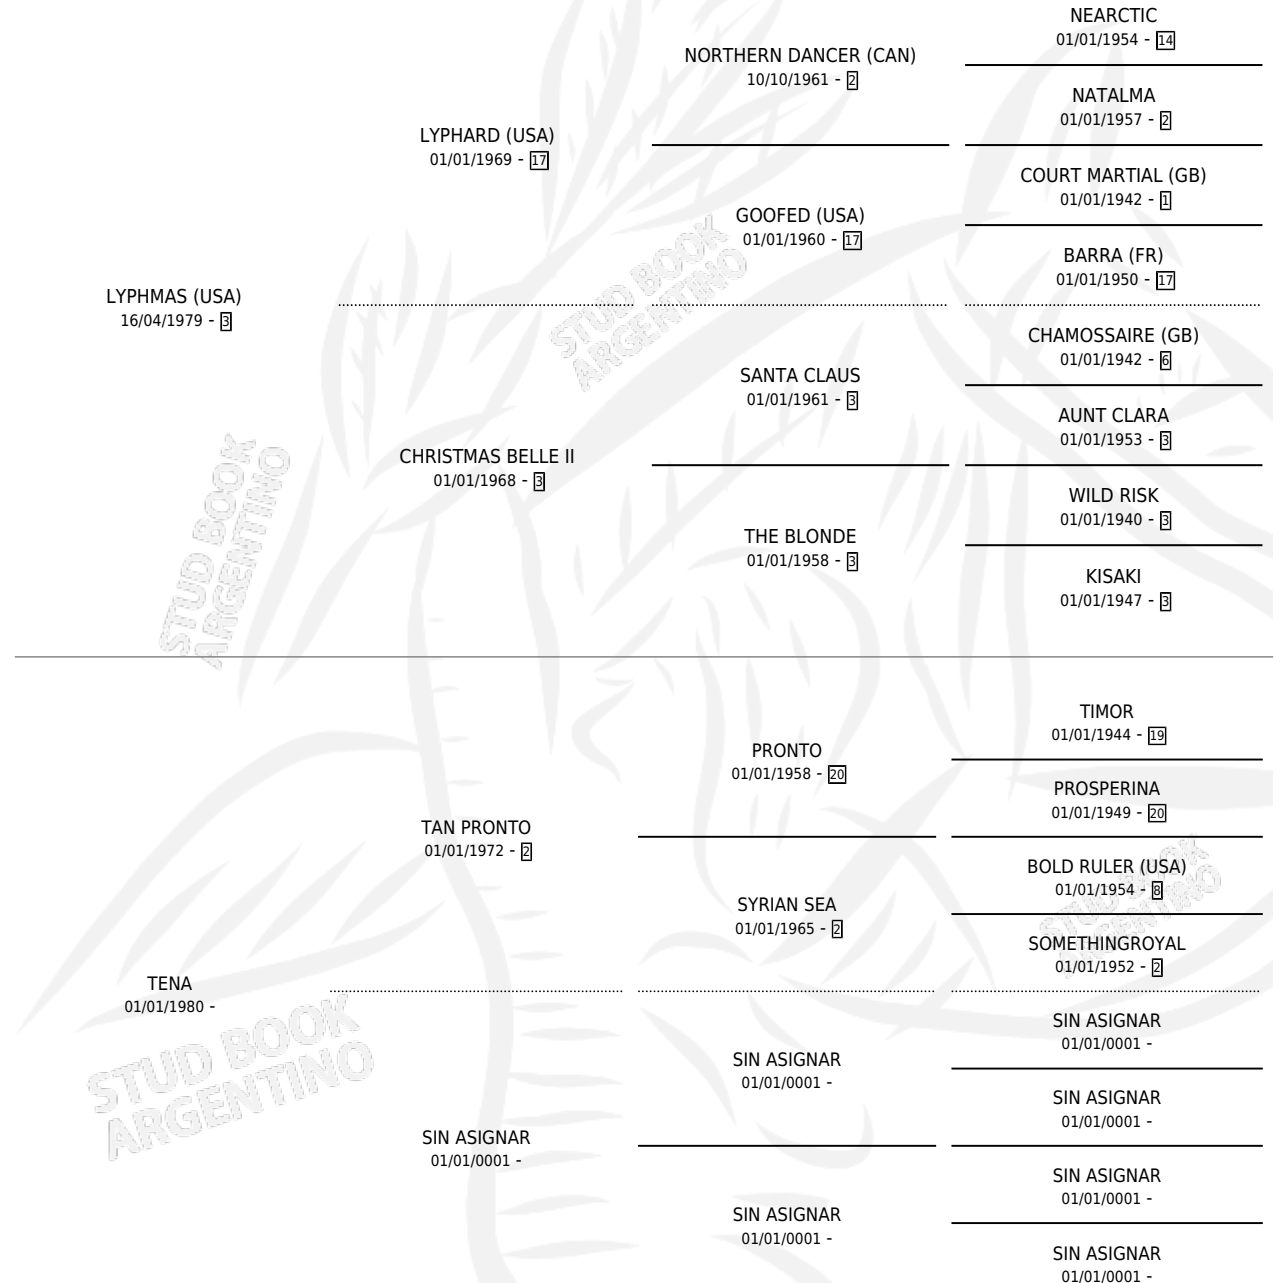 NEARCTIC
01/01/1954 - 14
NORTHERN DANCER (CAN)
10/10/1961 - 2
NATALMA
01/01/1957 - 2
LYPHARD (USA)
01/01/1969 - 17
COURT MARTIAL (GB)
01/01/1942 - 1
GOOFED (USA)
01/01/1960 - 17
BARRA (FR)
01/01/1950 - 17
LYPHMAS (USA)
16/04/1979 - 3
CHAMOSSAIRE (GB)
01/01/1942 - 6
SANTA CLAUS
01/01/1961 - 3
AUNT CLARA
01/01/1953 - 3
CHRISTMAS BELLE II
01/01/1968 - 3
WILD RISK
01/01/1940 - 3
THE BLONDE
01/01/1958 - 3
KISAKI
01/01/1947 - 3
TIMOR
01/01/1944 - 19
PRONTO
01/01/1958 - 20
PROSPERINA
01/01/1949 - 20
TAN PRONTO
01/01/1972 - 2
BOLD RULER (USA)
01/01/1954 - 8
SYRIAN SEA
01/01/1965 - 2
SOMETHINGROYAL
01/01/1952 - 2
TENA
01/01/1980 -
SIN ASIGNAR
01/01/0001 -
SIN ASIGNAR
01/01/0001 -
SIN ASIGNAR
01/01/0001 -
SIN ASIGNAR
01/01/0001 -
SIN ASIGNAR
01/01/0001 -
SIN ASIGNAR
01/01/0001 -
SIN ASIGNAR
01/01/0001 -
STUD BOOK
ARGENTINO
STUD BOOK
ARGENTINO
STUD BOOK
ARGENTINO
STUD BOOK
ARGENTINO